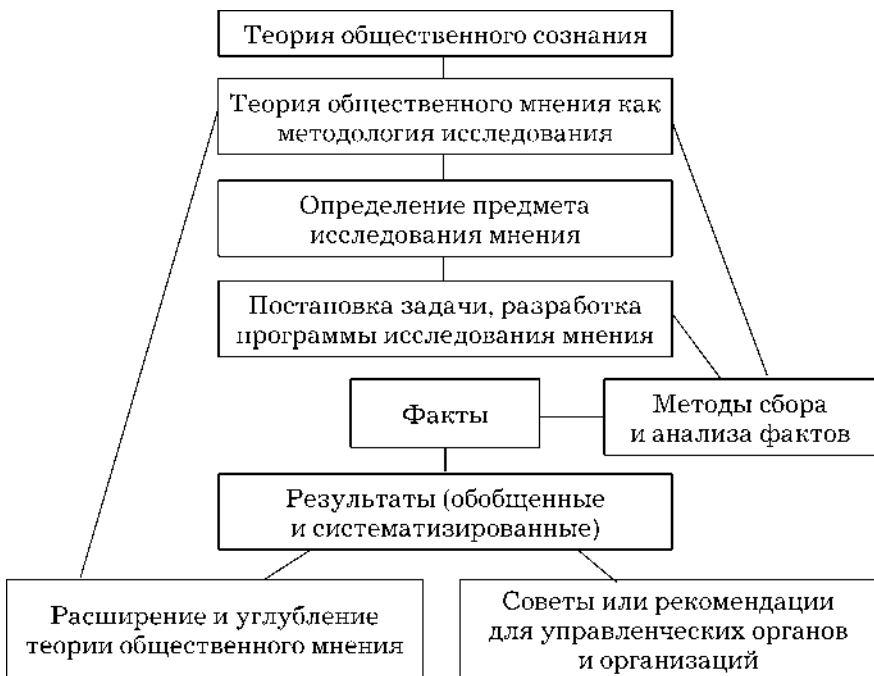 Теория общественного сознания
Теория общественного мнения как
методология исследования
Определение предмета
исследования мнения
Постановка задачи, разработка
программы исследования мнения
Факты
Методы сбора
и анализа фактов
Результаты (обобщенные
и систематизированные)
Расширение и углубление
теории общественного мнения
Советы или рекомендации
для управленческих органов
и организаций